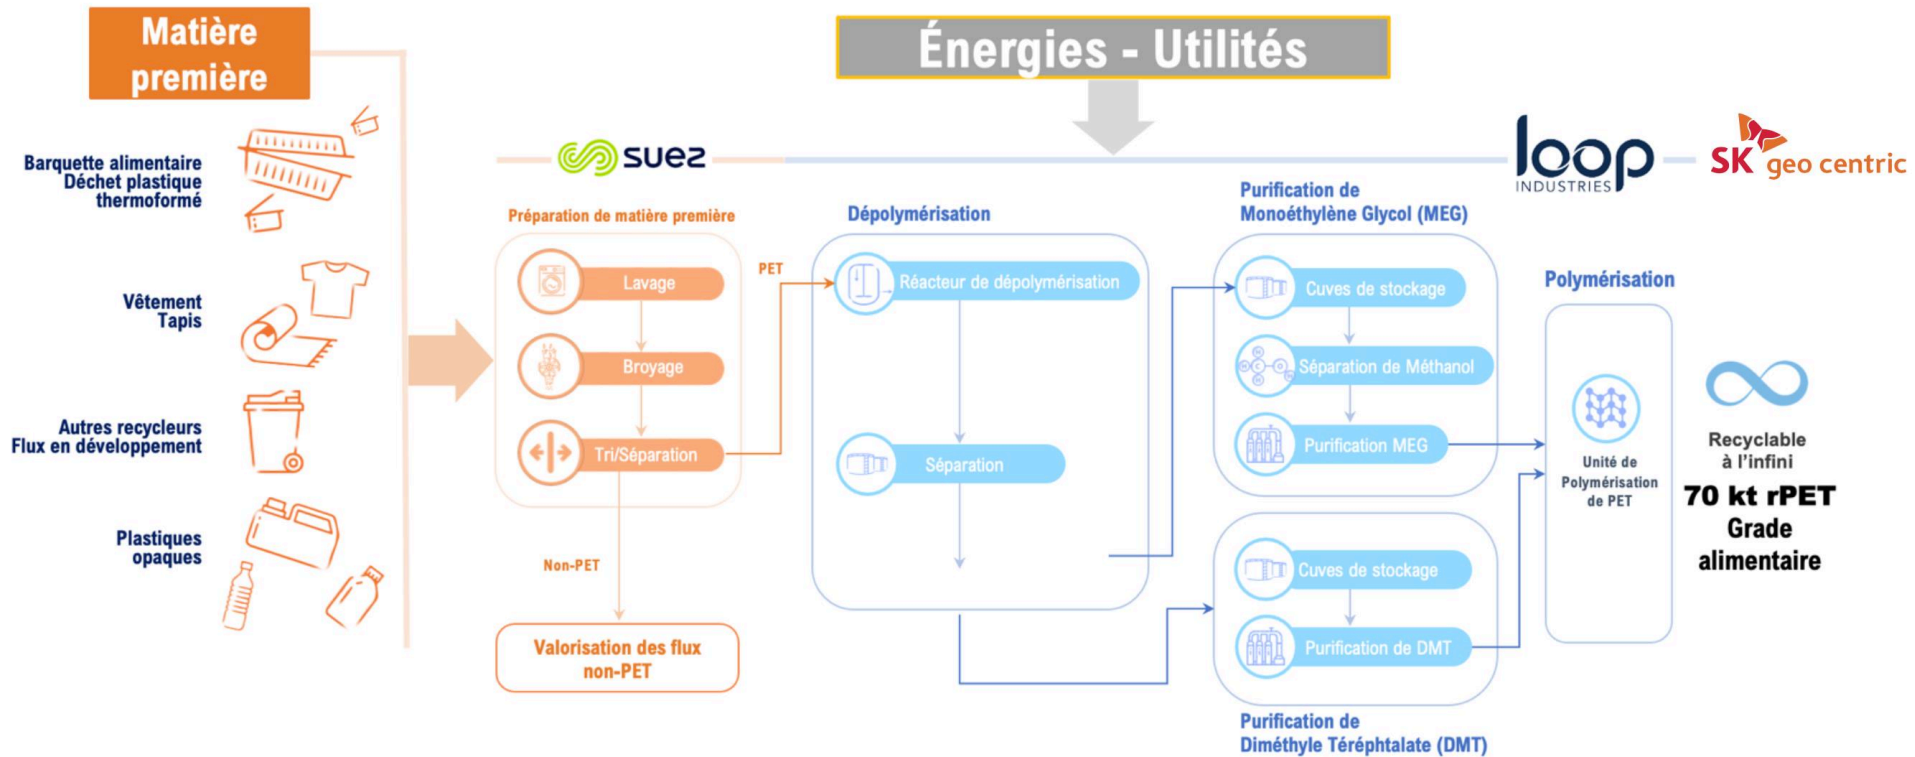 Matière
première
Énergies - Utilités
Barquette alimentaire
Déchet plastique
thermoformé
Vêtement
Tapis
Autres recycleurs
Flux en développement
Plastiques
opaques
suez
Préparation de matière première
Lavage
Broyage
Tri/Séparation
PET
Non-PET
Valorisation des flux
non-PET
Dépolymérisation
Réacteur de dépolymérisation
Séparation
loop
INDUSTRIES
SK geo centric
Purification de
Monoéthylène Glycol (MEG)
Cuves de stockage
Séparation de Méthanol
Purification MEG
Cuves de stockage
Purification de DMT
Purification de
Diméthyle Téréphtalate (DMT)
Polymérisation
Unité de
Polymérisation
de PET
Recyclable
à l'infini
70 kt rPET
Grade
alimentaire